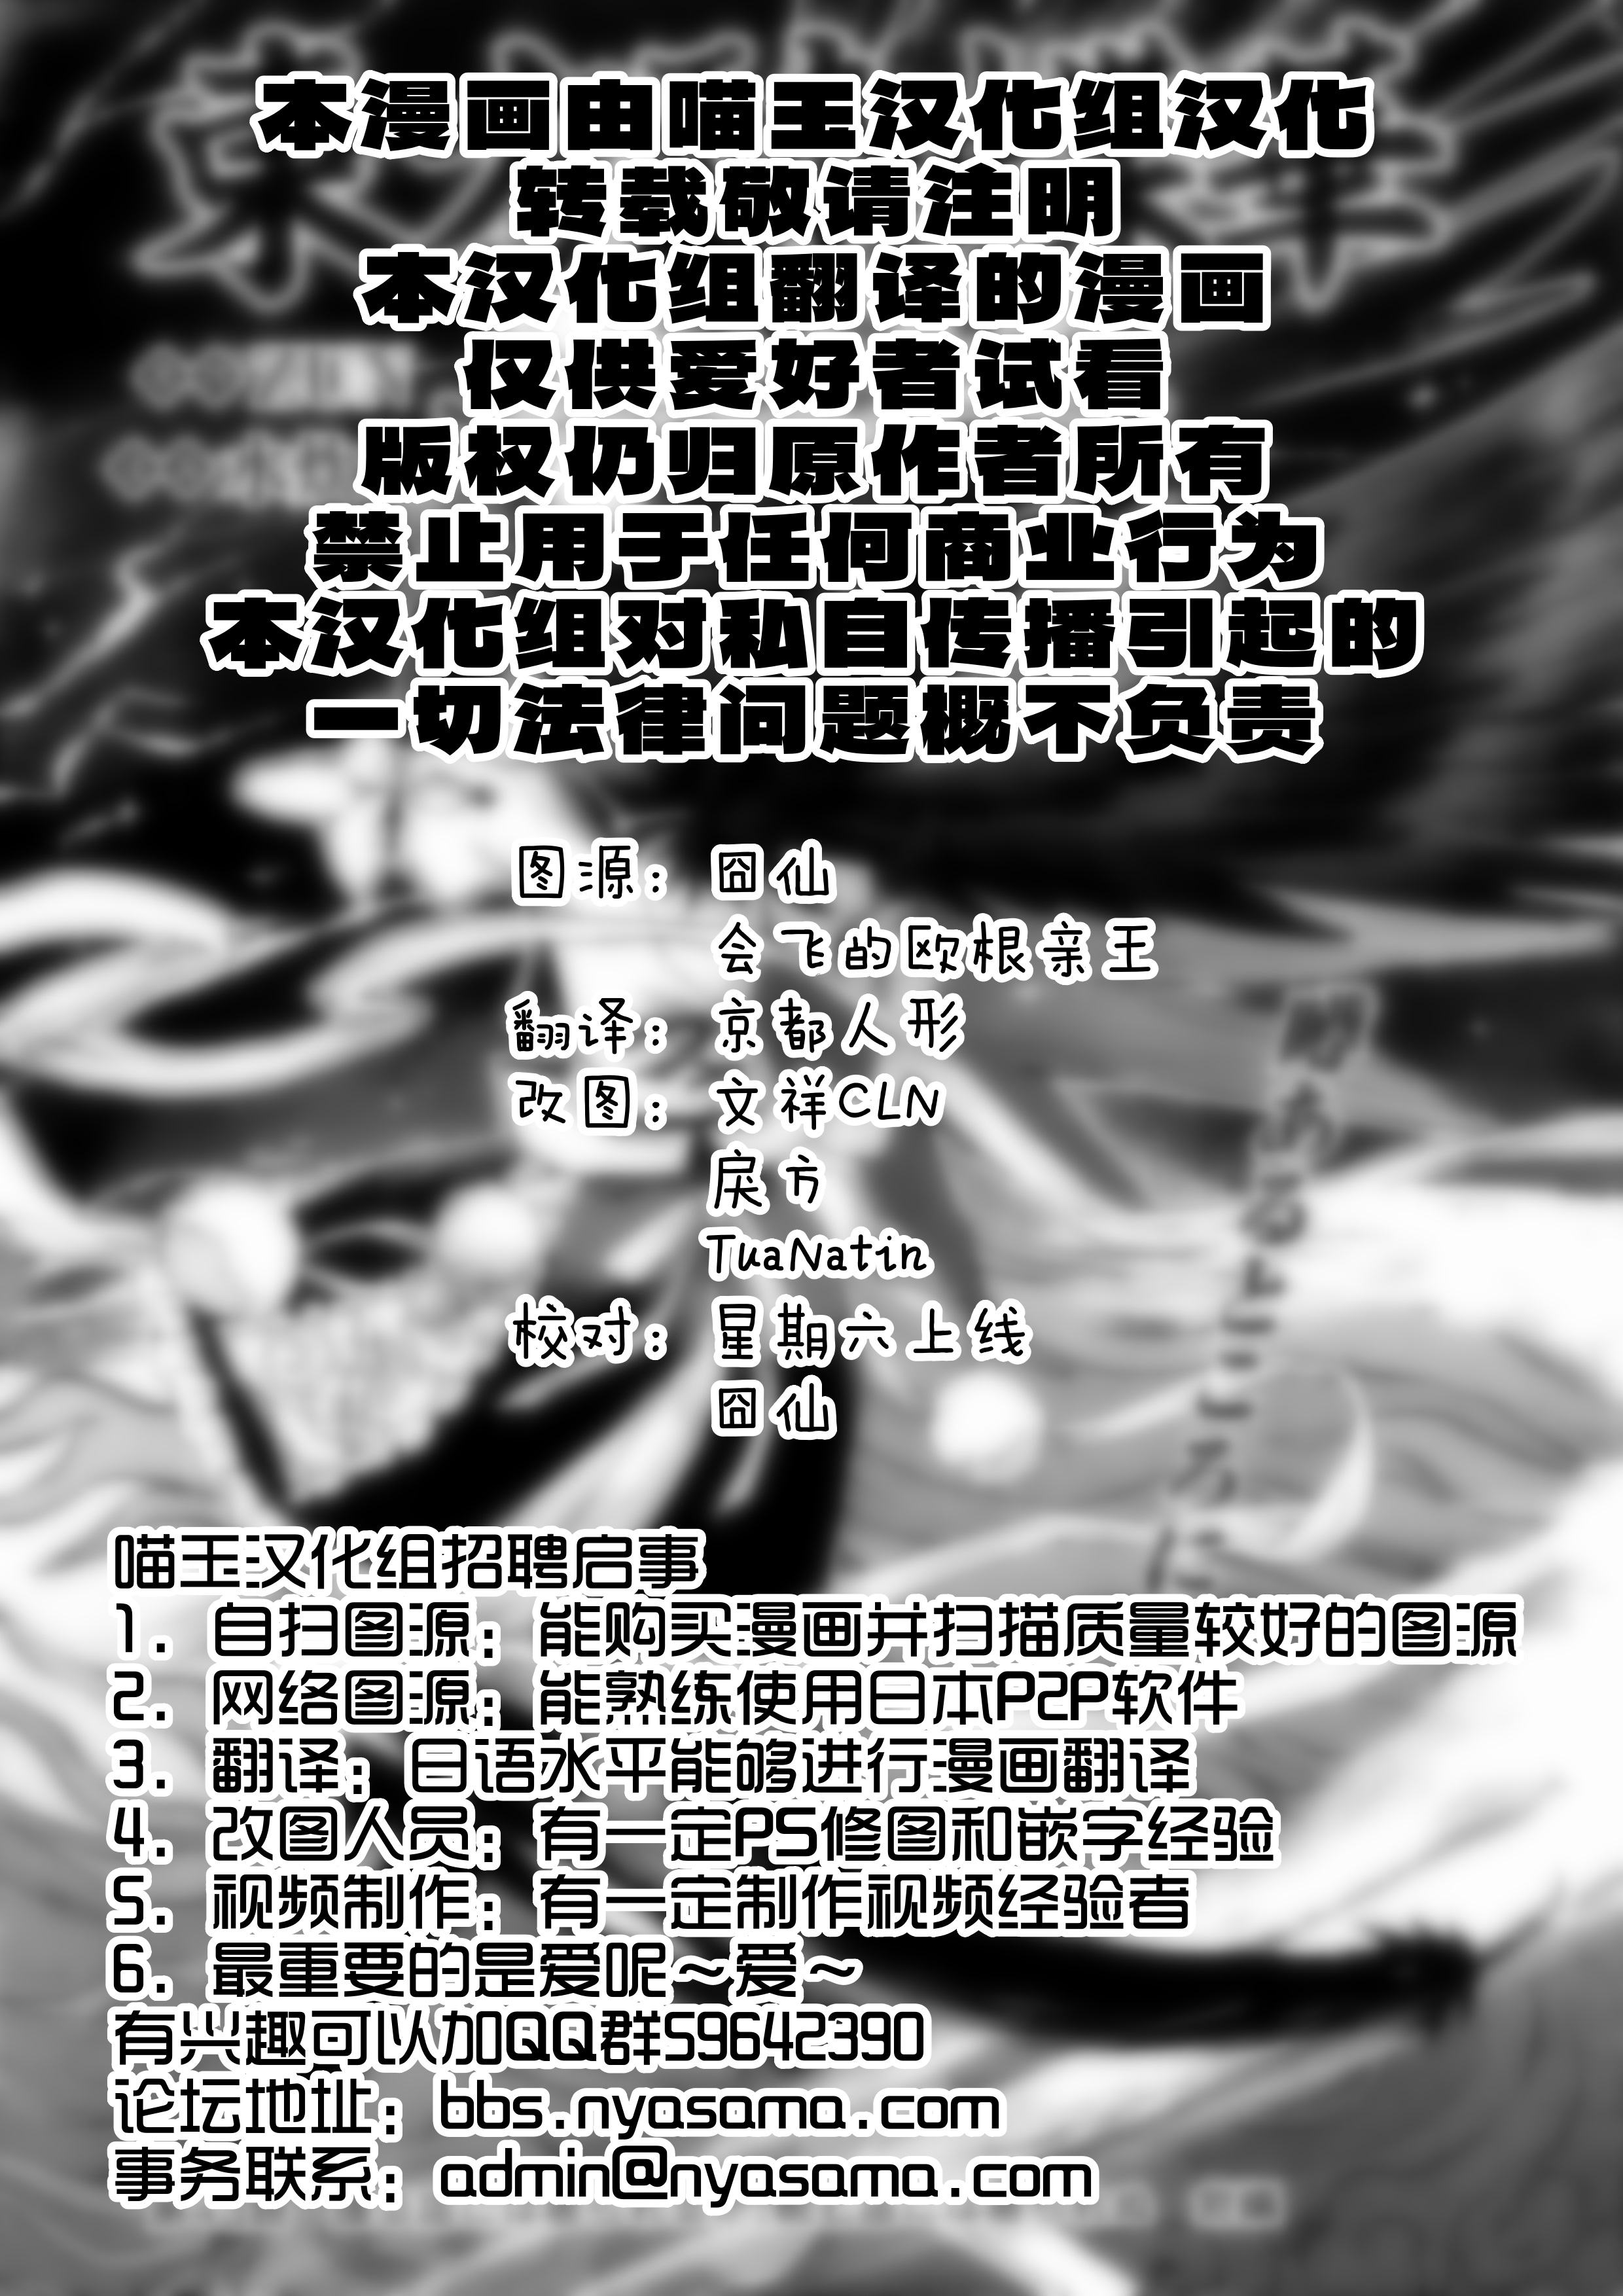 本漫画由喵王汉化组汉化
转载敬请注明
本汉化组翻译的漫画
仅供爱好者试看
版权仍归原作者所有
禁止用于任何商业行为
本汉化组对私自传播引起的
一切法律问题概不负责
图源：囧仙
会飞的欧根亲王
翻译：京都人形
改图：文祥CLN
戾方
TuaNatin
校对：星期六上线
囧仙
喵王汉化组招聘启事
1. 自扫图源：能购买漫画并扫描质量较好的图源
2. 网络图源：能熟练使用日本P2P软件
3. 翻译：日语水平能够进行漫画翻译
4. 改图人员：有一定PS修图和嵌字经验
5. 视频制作：有一定制作视频经验者
6. 最重要的是爱呢～爱～
有兴趣可以加QQ群59642390
论坛地址：bbs.nyasama.com
事务联系：admin@nyasama.com